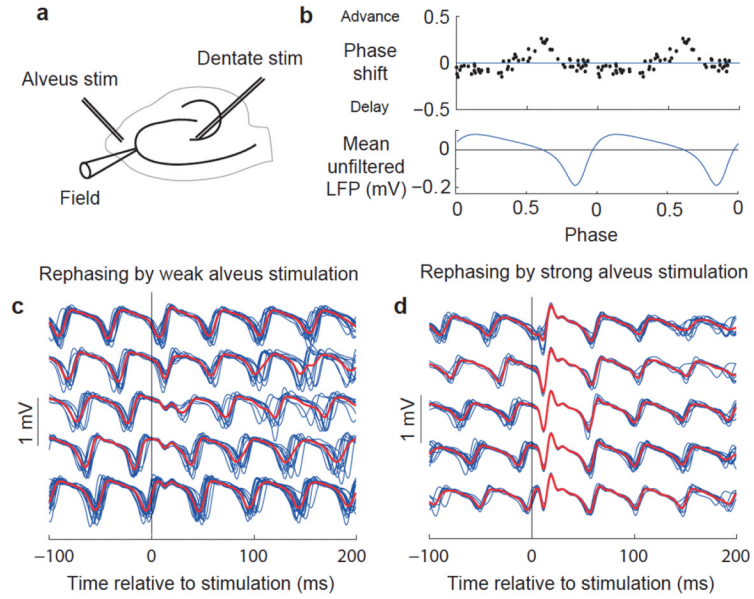 a
Dentate stim
Alveus stim
Field
b
Advance
Phase
shift
Delay
0.5
0
−0.5
Mean
unfiltered
LFP (mV)
0
−0.2
0 0.5 0 0.5 0
Phase
Rephasing by weak alveus stimulation
c
1 mV
−100 0 100 200
Time relative to stimulation (ms)
Rephasing by strong alveus stimulation
d
1 mV
−100 0 100 200
Time relative to stimulation (ms)